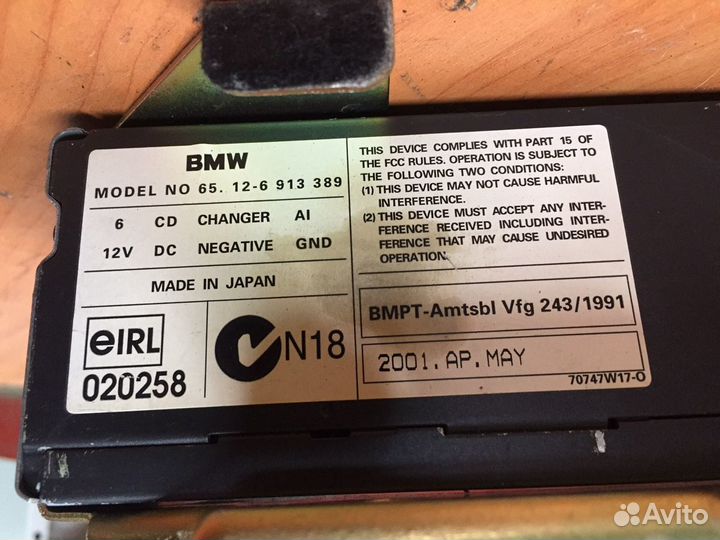 BMW
MODEL NO 65. 12-6 913 389
6 CD CHANGER AI
12V DC NEGATIVE GND
MADE IN JAPAN
eIRL
020258
N18
THIS DEVICE COMPLIES WITH PART 15 OF
THE FCC RULES. OPERATION IS SUBJECT TO
THE FOLLOWING TWO CONDITIONS:
(1) THIS DEVICE MAY NOT CAUSE HARMFUL
INTERFERENCE.
(2) THIS DEVICE MUST ACCEPT ANY INTER-
FERENCE RECEIVED INCLUDING INTER-
FERENCE THAT MAY CAUSE UNDESIRED
OPERATION.
BMPT-Amtsbl Vfg 243/1991
2001. AP. MAY
70747W17-O
Avito